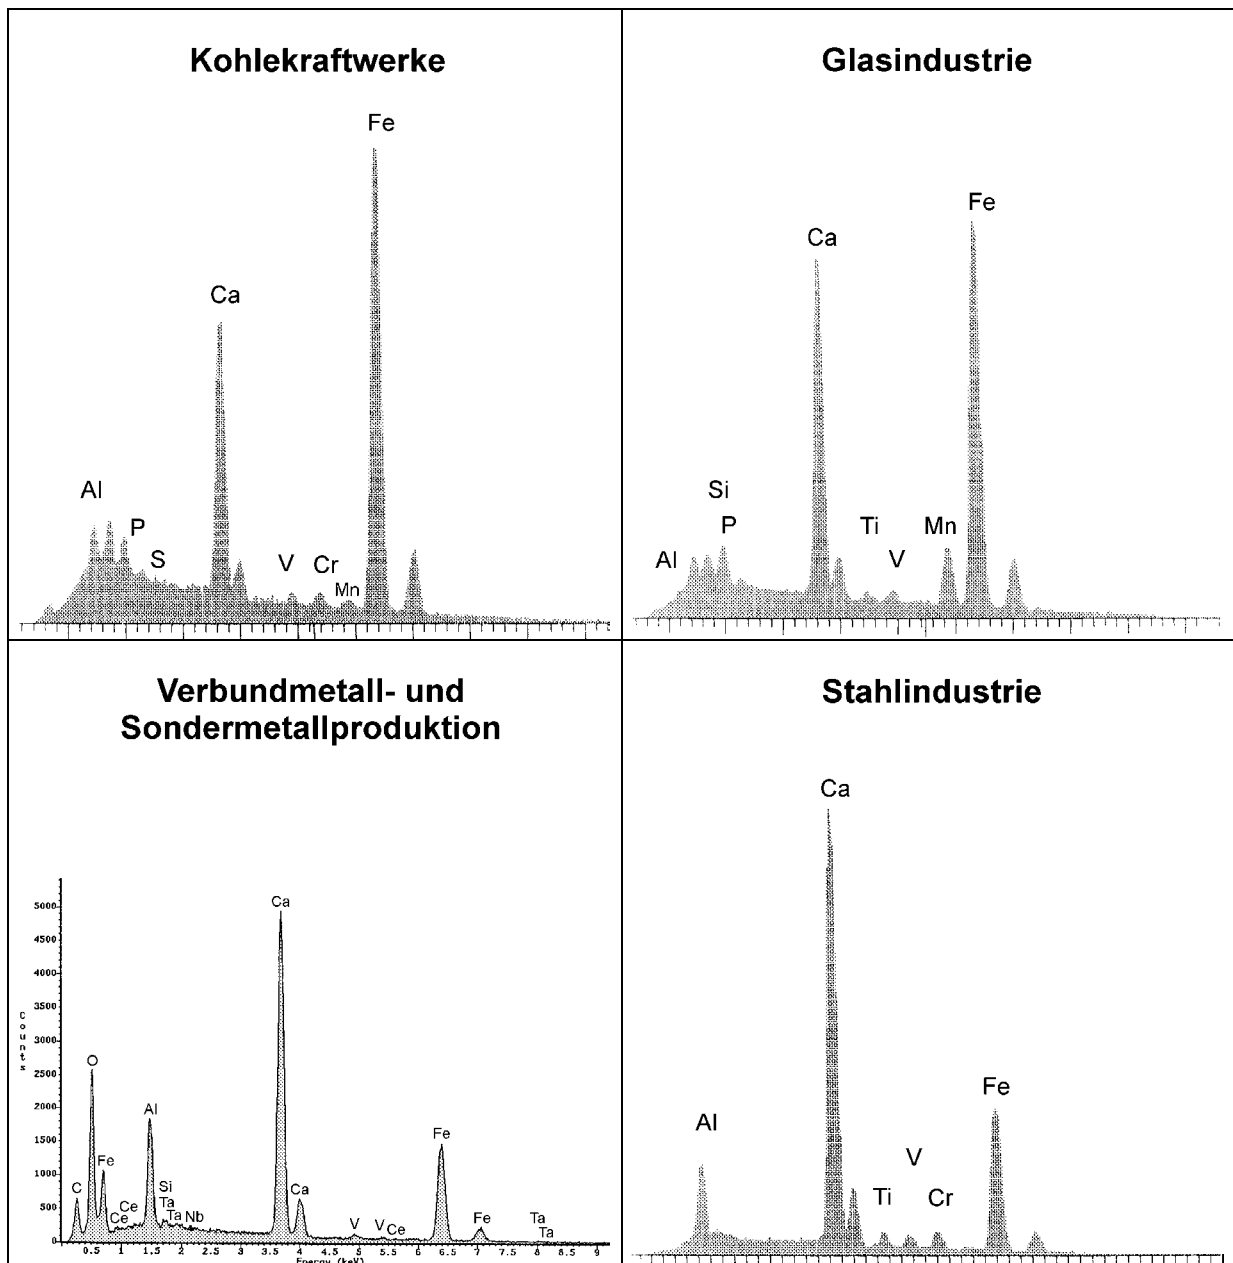 Kohlekraftwerke
Fe
Ca
Al
P
S
V
Cr
Mn
Glasindustrie
Fe
Ca
Si
P
Al
Ti
V
Mn
Verbundmetall- und
Sondermetallproduktion
Counts
5000
4500
4000
3500
3000
2500
2000
1500
1000
500
0
Ca
O
Al
Fe
C
Ce
Ce
Si
Ta
Ta
Nb
Ca
V
V
Ce
Fe
Fe
Ta
Ta
0.5 1 1.5 2 2.5 3 3.5 4 4.5 5 5.5 6 6.5 7 7.5 8 8.5 9
Energy (keV)
Stahlindustrie
Ca
Al
Fe
V
Ti
Cr